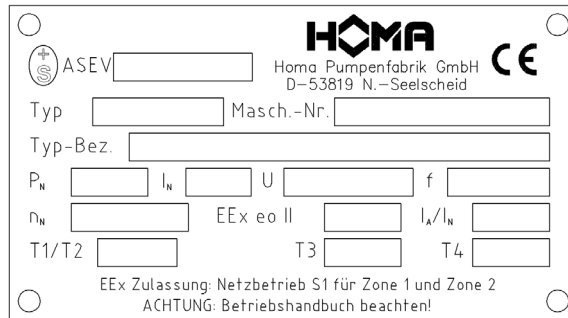 HOMA
+
S
ASEV
Homa Pumpenfabrik GmbH
D-53819 N.-Seelscheid
CE
Typ Masch.-Nr.
Typ-Bez.
PN IN U f
nN EEx eo II IA/IN
T1/T2 T3 T4
EEx Zulassung: Netzbetrieb S1 für Zone 1 und Zone 2
ACHTUNG: Betriebshandbuch beachten!